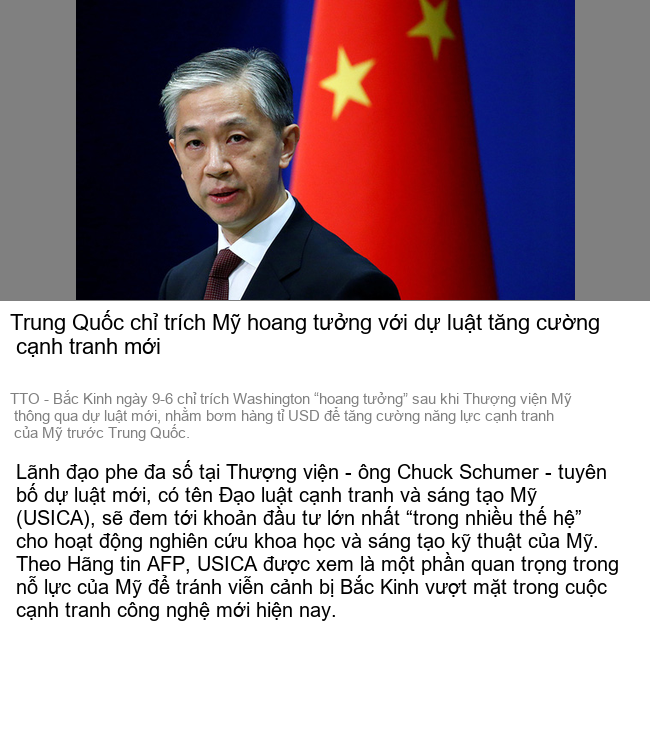 Trung Quốc chỉ trích Mỹ hoang tưởng với dự luật tăng cường
cạnh tranh mới
TTO - Bắc Kinh ngày 9-6 chỉ trích Washington “hoang tưởng” sau khi Thượng viện Mỹ
thông qua dự luật mới, nhằm bơm hàng tỉ USD để tăng cường năng lực cạnh tranh
của Mỹ trước Trung Quốc.
Lãnh đạo phe đa số tại Thượng viện - ông Chuck Schumer - tuyên
bố dự luật mới, có tên Đạo luật cạnh tranh và sáng tạo Mỹ
(USICA), sẽ đem tới khoản đầu tư lớn nhất “trong nhiều thế hệ”
cho hoạt động nghiên cứu khoa học và sáng tạo kỹ thuật của Mỹ.
Theo Hãng tin AFP, USICA được xem là một phần quan trọng trong
nỗ lực của Mỹ để tránh viễn cảnh bị Bắc Kinh vượt mặt trong cuộc
cạnh tranh công nghệ mới hiện nay.